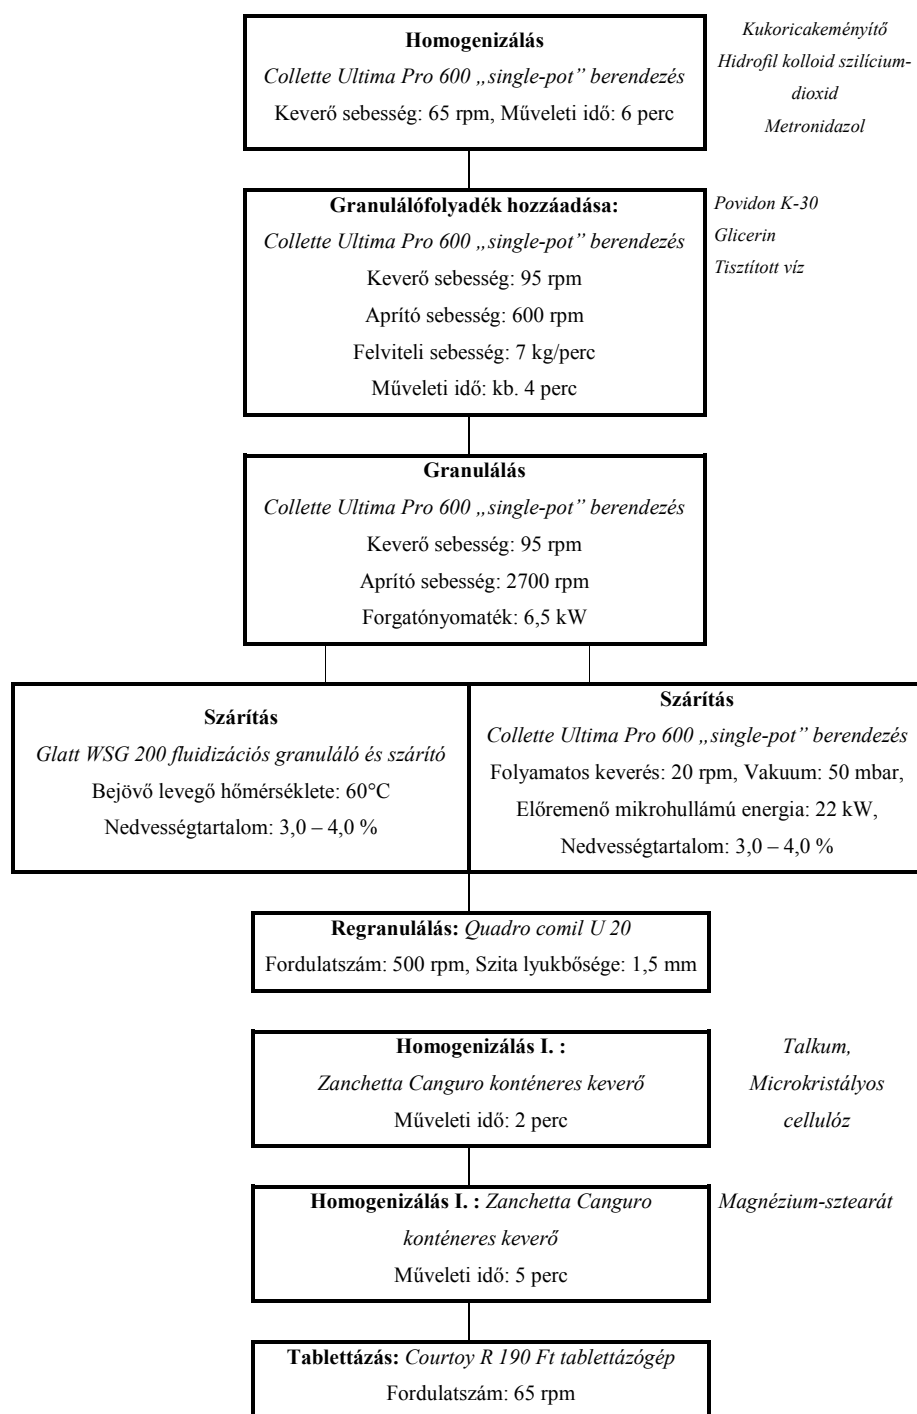 Homogenizálás
Collette Ultima Pro 600 „single-pot” berendezés
Keverő sebesség: 65 rpm, Műveleti idő: 6 perc
Kukoricakeményítő
Hidrofil kolloid szilícium-
dioxid
Metronidazol
Granulálófolyadék hozzáadása:
Collette Ultima Pro 600 „single-pot” berendezés
Keverő sebesség: 95 rpm
Aprító sebesség: 600 rpm
Felviteli sebesség: 7 kg/perc
Műveleti idő: kb. 4 perc
Povidon K-30
Glicerin
Tisztított víz
Granulálás
Collette Ultima Pro 600 „single-pot” berendezés
Keverő sebesség: 95 rpm
Aprító sebesség: 2700 rpm
Forgatónyomaték: 6,5 kW
Szárítás
Glatt WSG 200 fluidizációs granuláló és szárító
Bejövő levegő hőmérséklete: 60°C
Nedvességtartalom: 3,0 – 4,0 %
Szárítás
Collette Ultima Pro 600 „single-pot” berendezés
Folyamatos keverés: 20 rpm, Vakuum: 50 mbar,
Előremenő mikrohullámú energia: 22 kW,
Nedvességtartalom: 3,0 – 4,0 %
Regranulálás: Quadro comil U 20
Fordulatszám: 500 rpm, Szita lyukbősége: 1,5 mm
Homogenizálás I. :
Zanchetta Canguro konténeres keverő
Műveleti idő: 2 perc
Talkum,
Microkristályos
cellulóz
Homogenizálás I. : Zanchetta Canguro
konténeres keverő
Műveleti idő: 5 perc
Magnézium-sztearát
Tablettázás: Courtoy R 190 Ft tablettázógép
Fordulatszám: 65 rpm